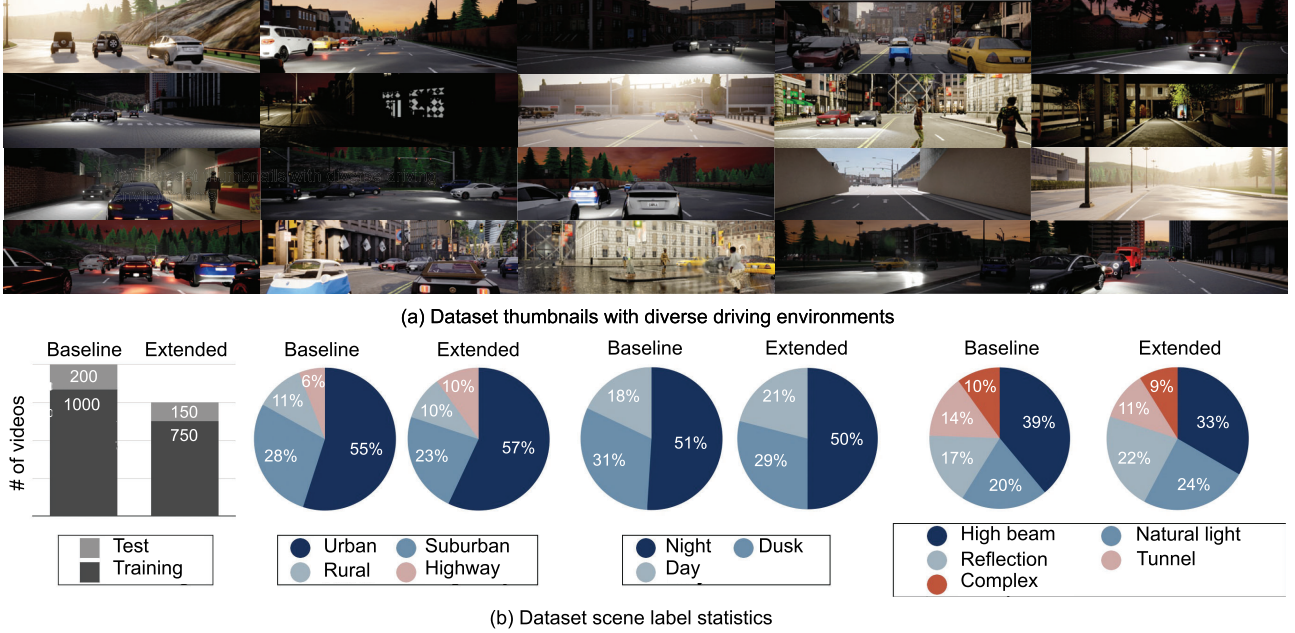 (a) Dataset thumbnails with diverse driving environments
Baseline Extended
200
1000
150
750
# of videos
Test
Training
Baseline Extended
6%
11%
28%
55%
10%
10%
23%
57%
Urban Suburban
Rural Highway
Baseline Extended
18%
31%
51%
21%
29%
50%
Night Dusk
Day
Baseline Extended
10%
14%
17%
20%
39%
9%
11%
22%
24%
33%
High beam Natural light
Reflection Tunnel
Complex
(b) Dataset scene label statistics